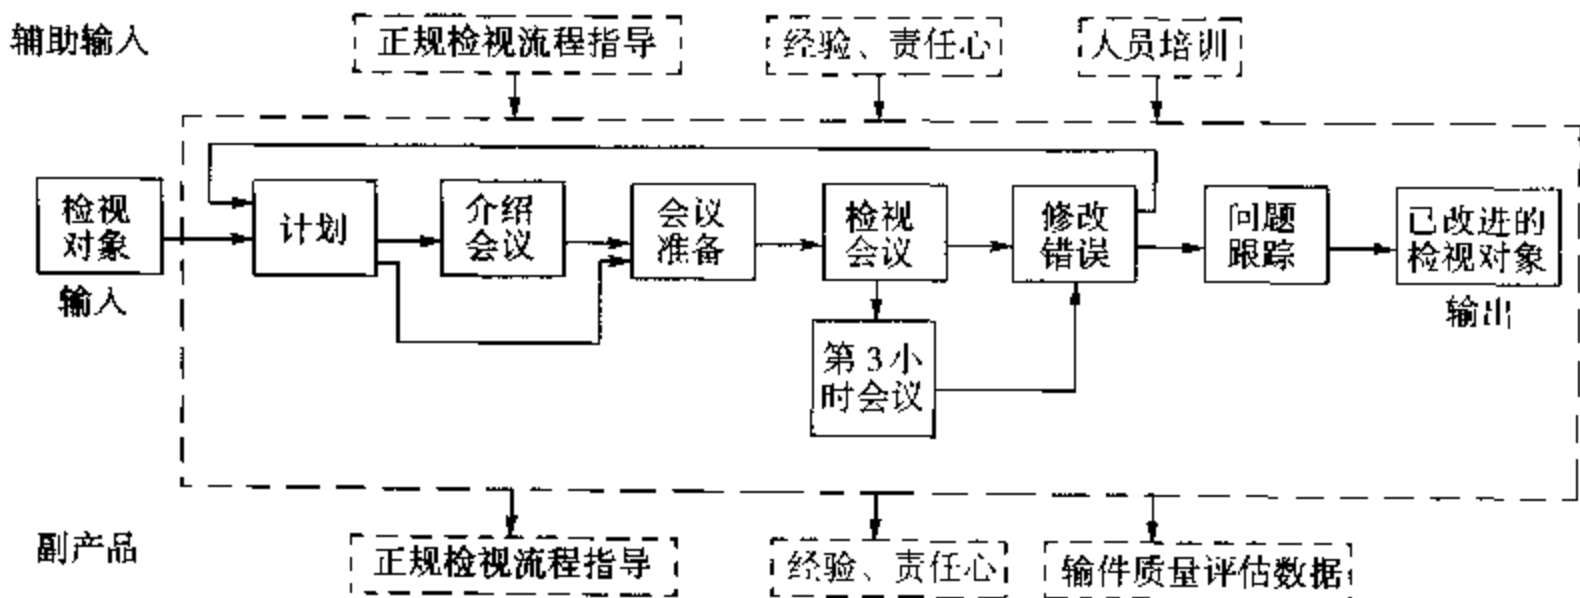 辅助输入
正规检视流程指导
经验、责任心
人员培训
检视
对象
输入
计划
介绍
会议
会议
准备
检视
会议
修改
错误
问题
跟踪
已改进的
检视对象
输出
第3小
时会议
副产品
正规检视流程指导
经验、责任心
输件质量评估数据